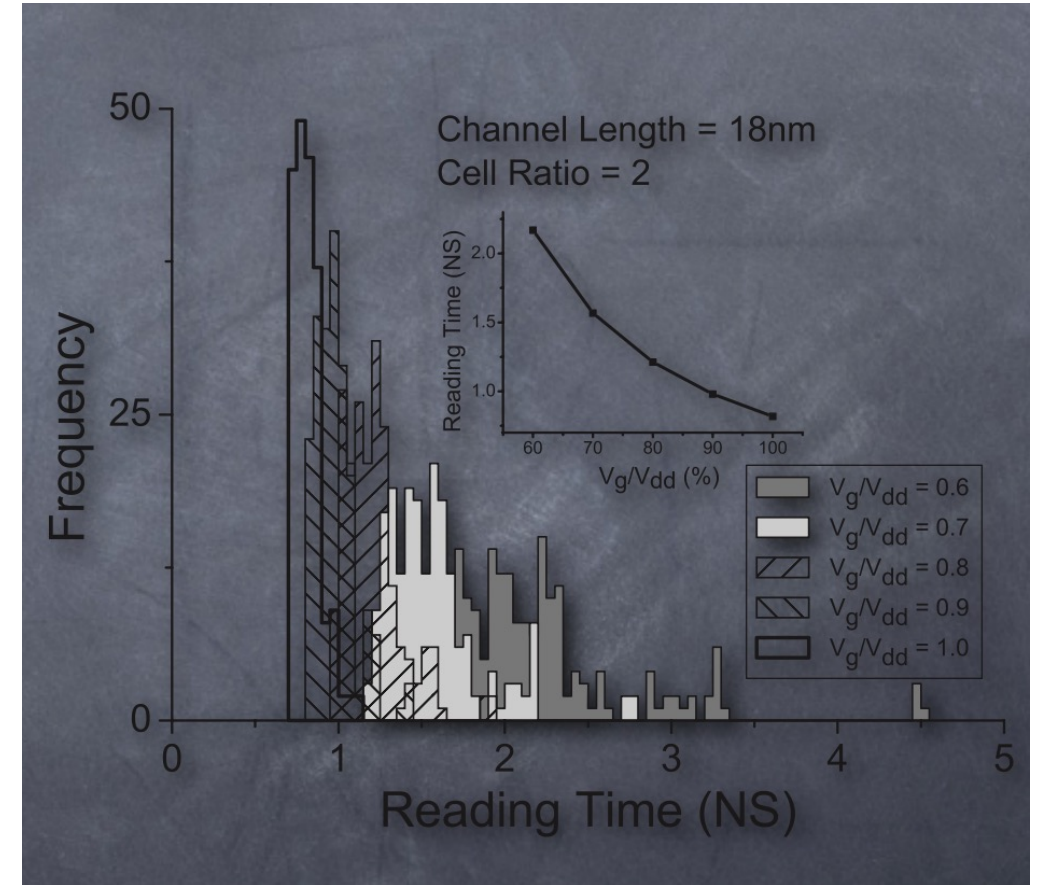 50
25
0
Frequency
0 1 2 3 4 5
Reading Time (NS)
Channel Length = 18nm
Cell Ratio = 2
2.0
1.5
1.0
Reading Time (NS)
60 70 80 90 100
Vg/Vdd (%)
Vg/Vdd = 0.6
Vg/Vdd = 0.7
Vg/Vdd = 0.8
Vg/Vdd = 0.9
Vg/Vdd = 1.0